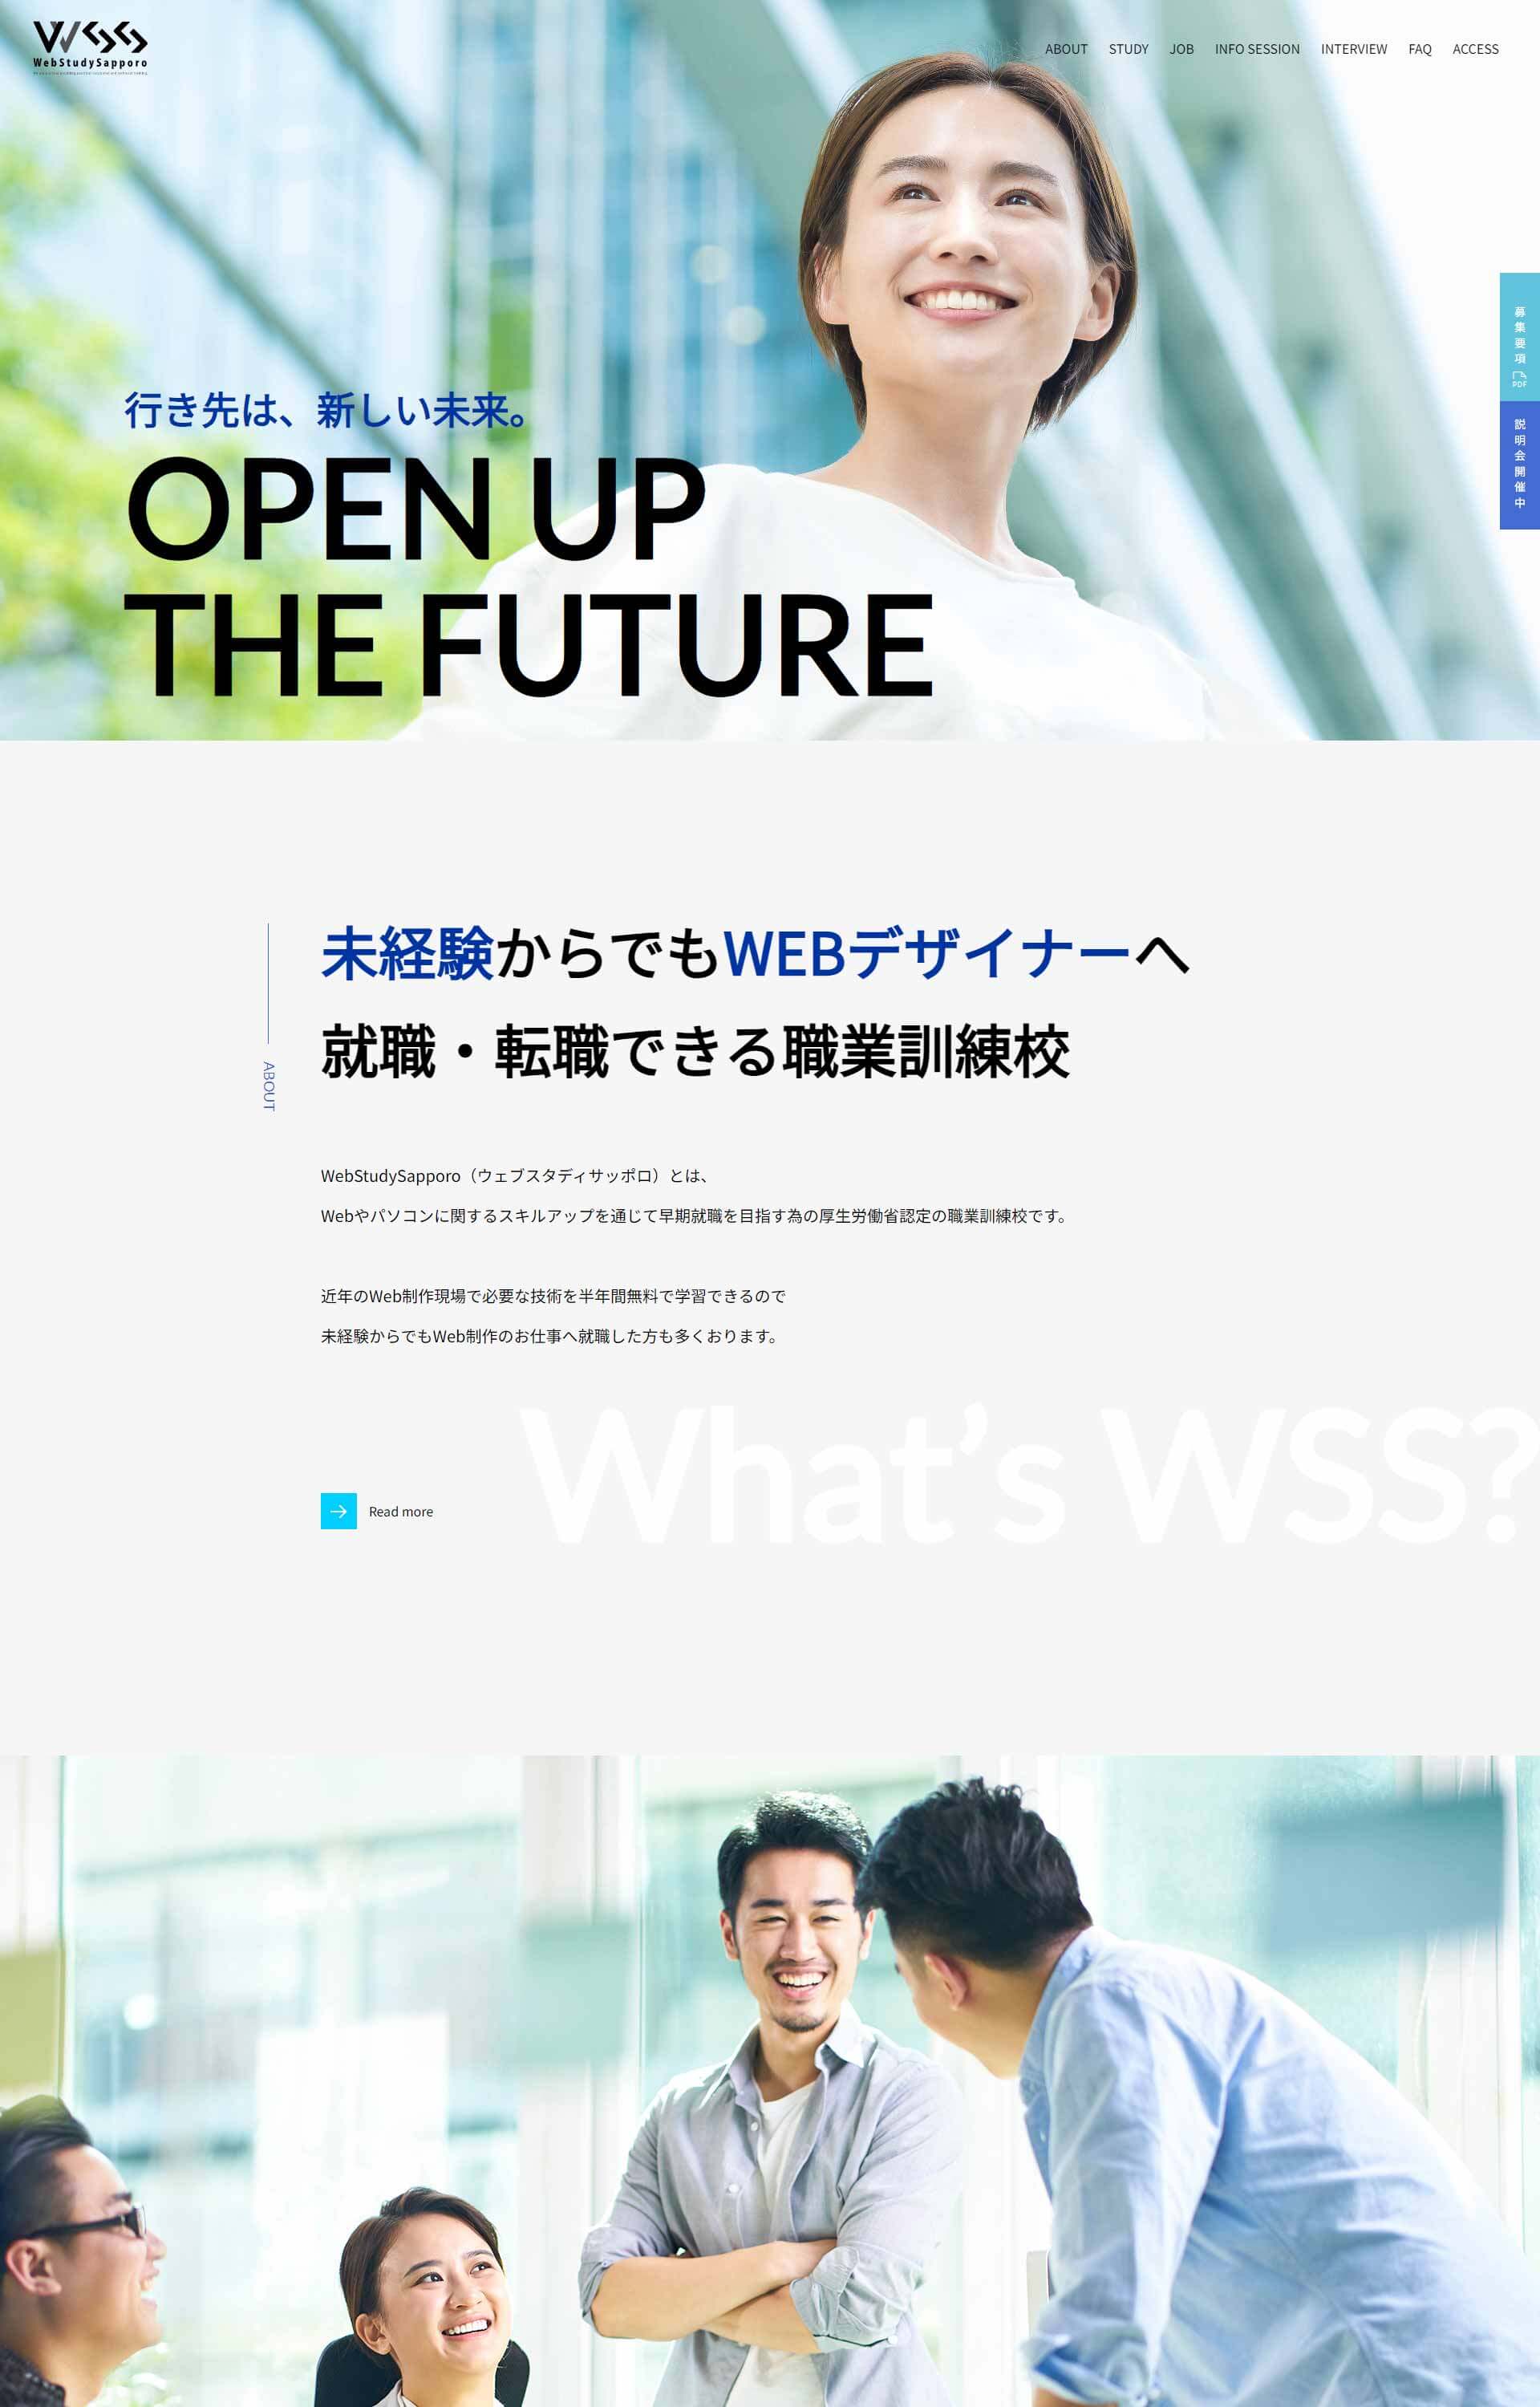 WSS
WebStudySapporo
ABOUT STUDY JOB INFO SESSION INTERVIEW FAQ ACCESS
募集要項
PDF
説明会開催中
行き先は、新しい未来。
OPEN UP
THE FUTURE
ABOUT
未経験からでもWEBデザイナーへ
就職・転職できる職業訓練校
WebStudySapporo（ウェブスタディサッポロ）とは、
Webやパソコンに関するスキルアップを通じて早期就職を目指す為の厚生労働省認定の職業訓練校です。
近年のWeb制作現場で必要な技術を半年間無料で学習できるので
未経験からでもWeb制作のお仕事へ就職した方も多くおります。
What’s WSS?
Read more